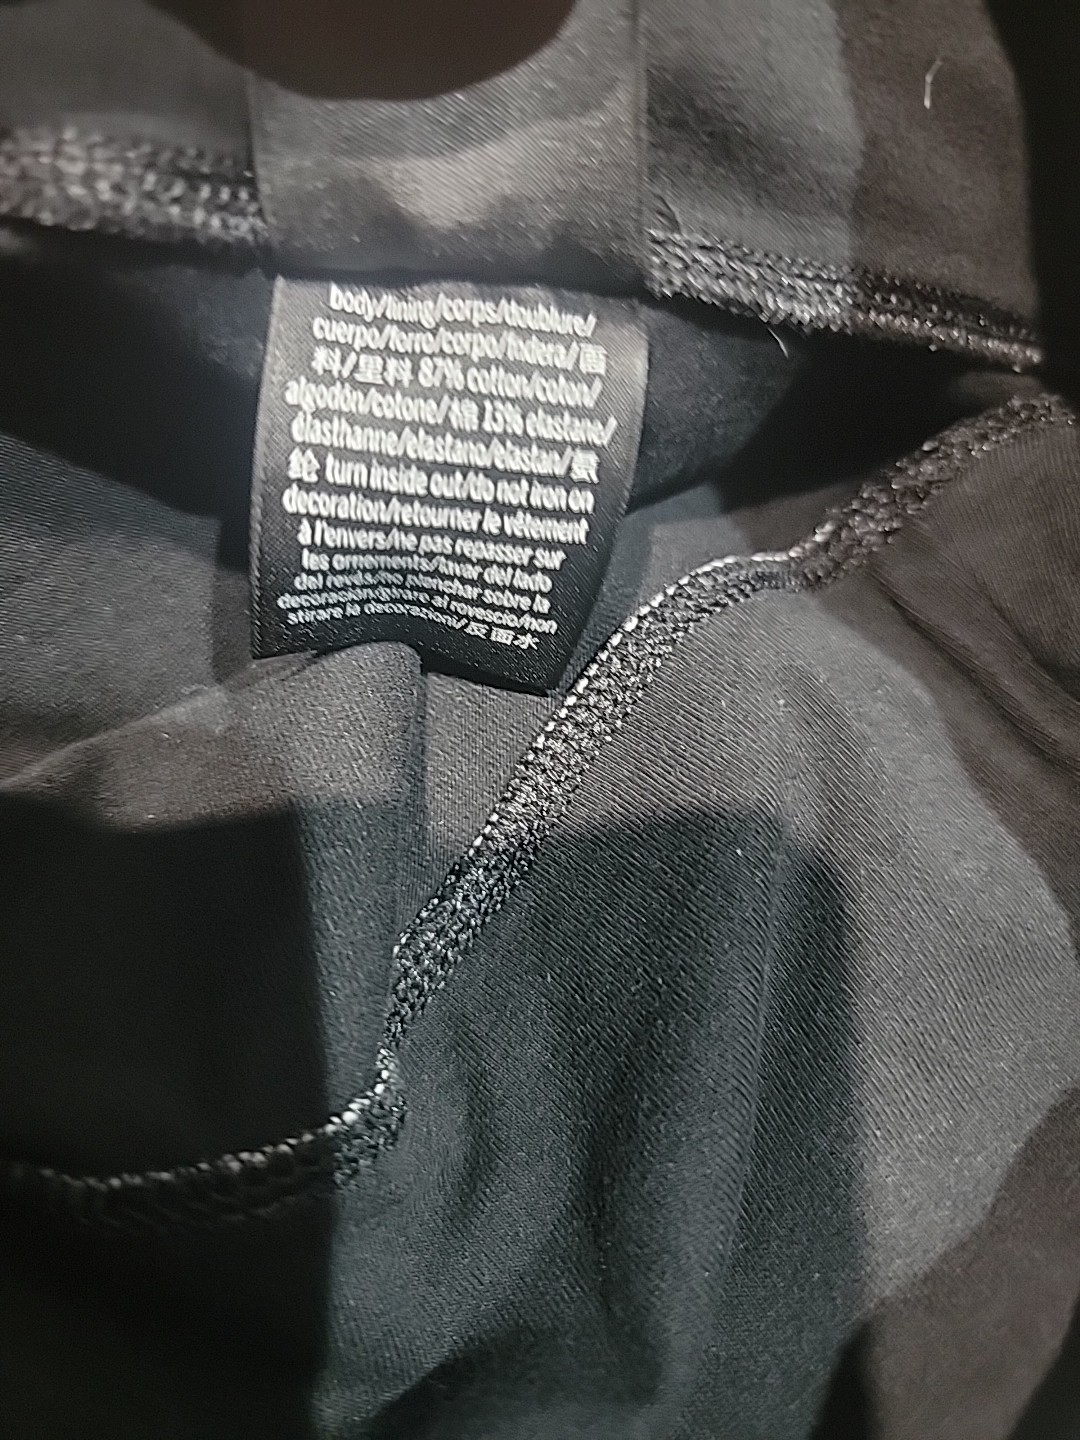 body/lining/corps/doublure/
cuerpo/forro/corpo/fodera/面
料/里料 87% cotton/coton/
algodón/cotone/棉 13% elastane/
élasthanne/elastano/elastan/氨
纶 turn inside out/do not iron on
decoration/retourner le vêtement
à l'envers/ne pas repasser sur
les ornements/lavar del lado
del revés/no planchar sobre la
decoración/girare al rovescio/non
stirare la decorazioni/